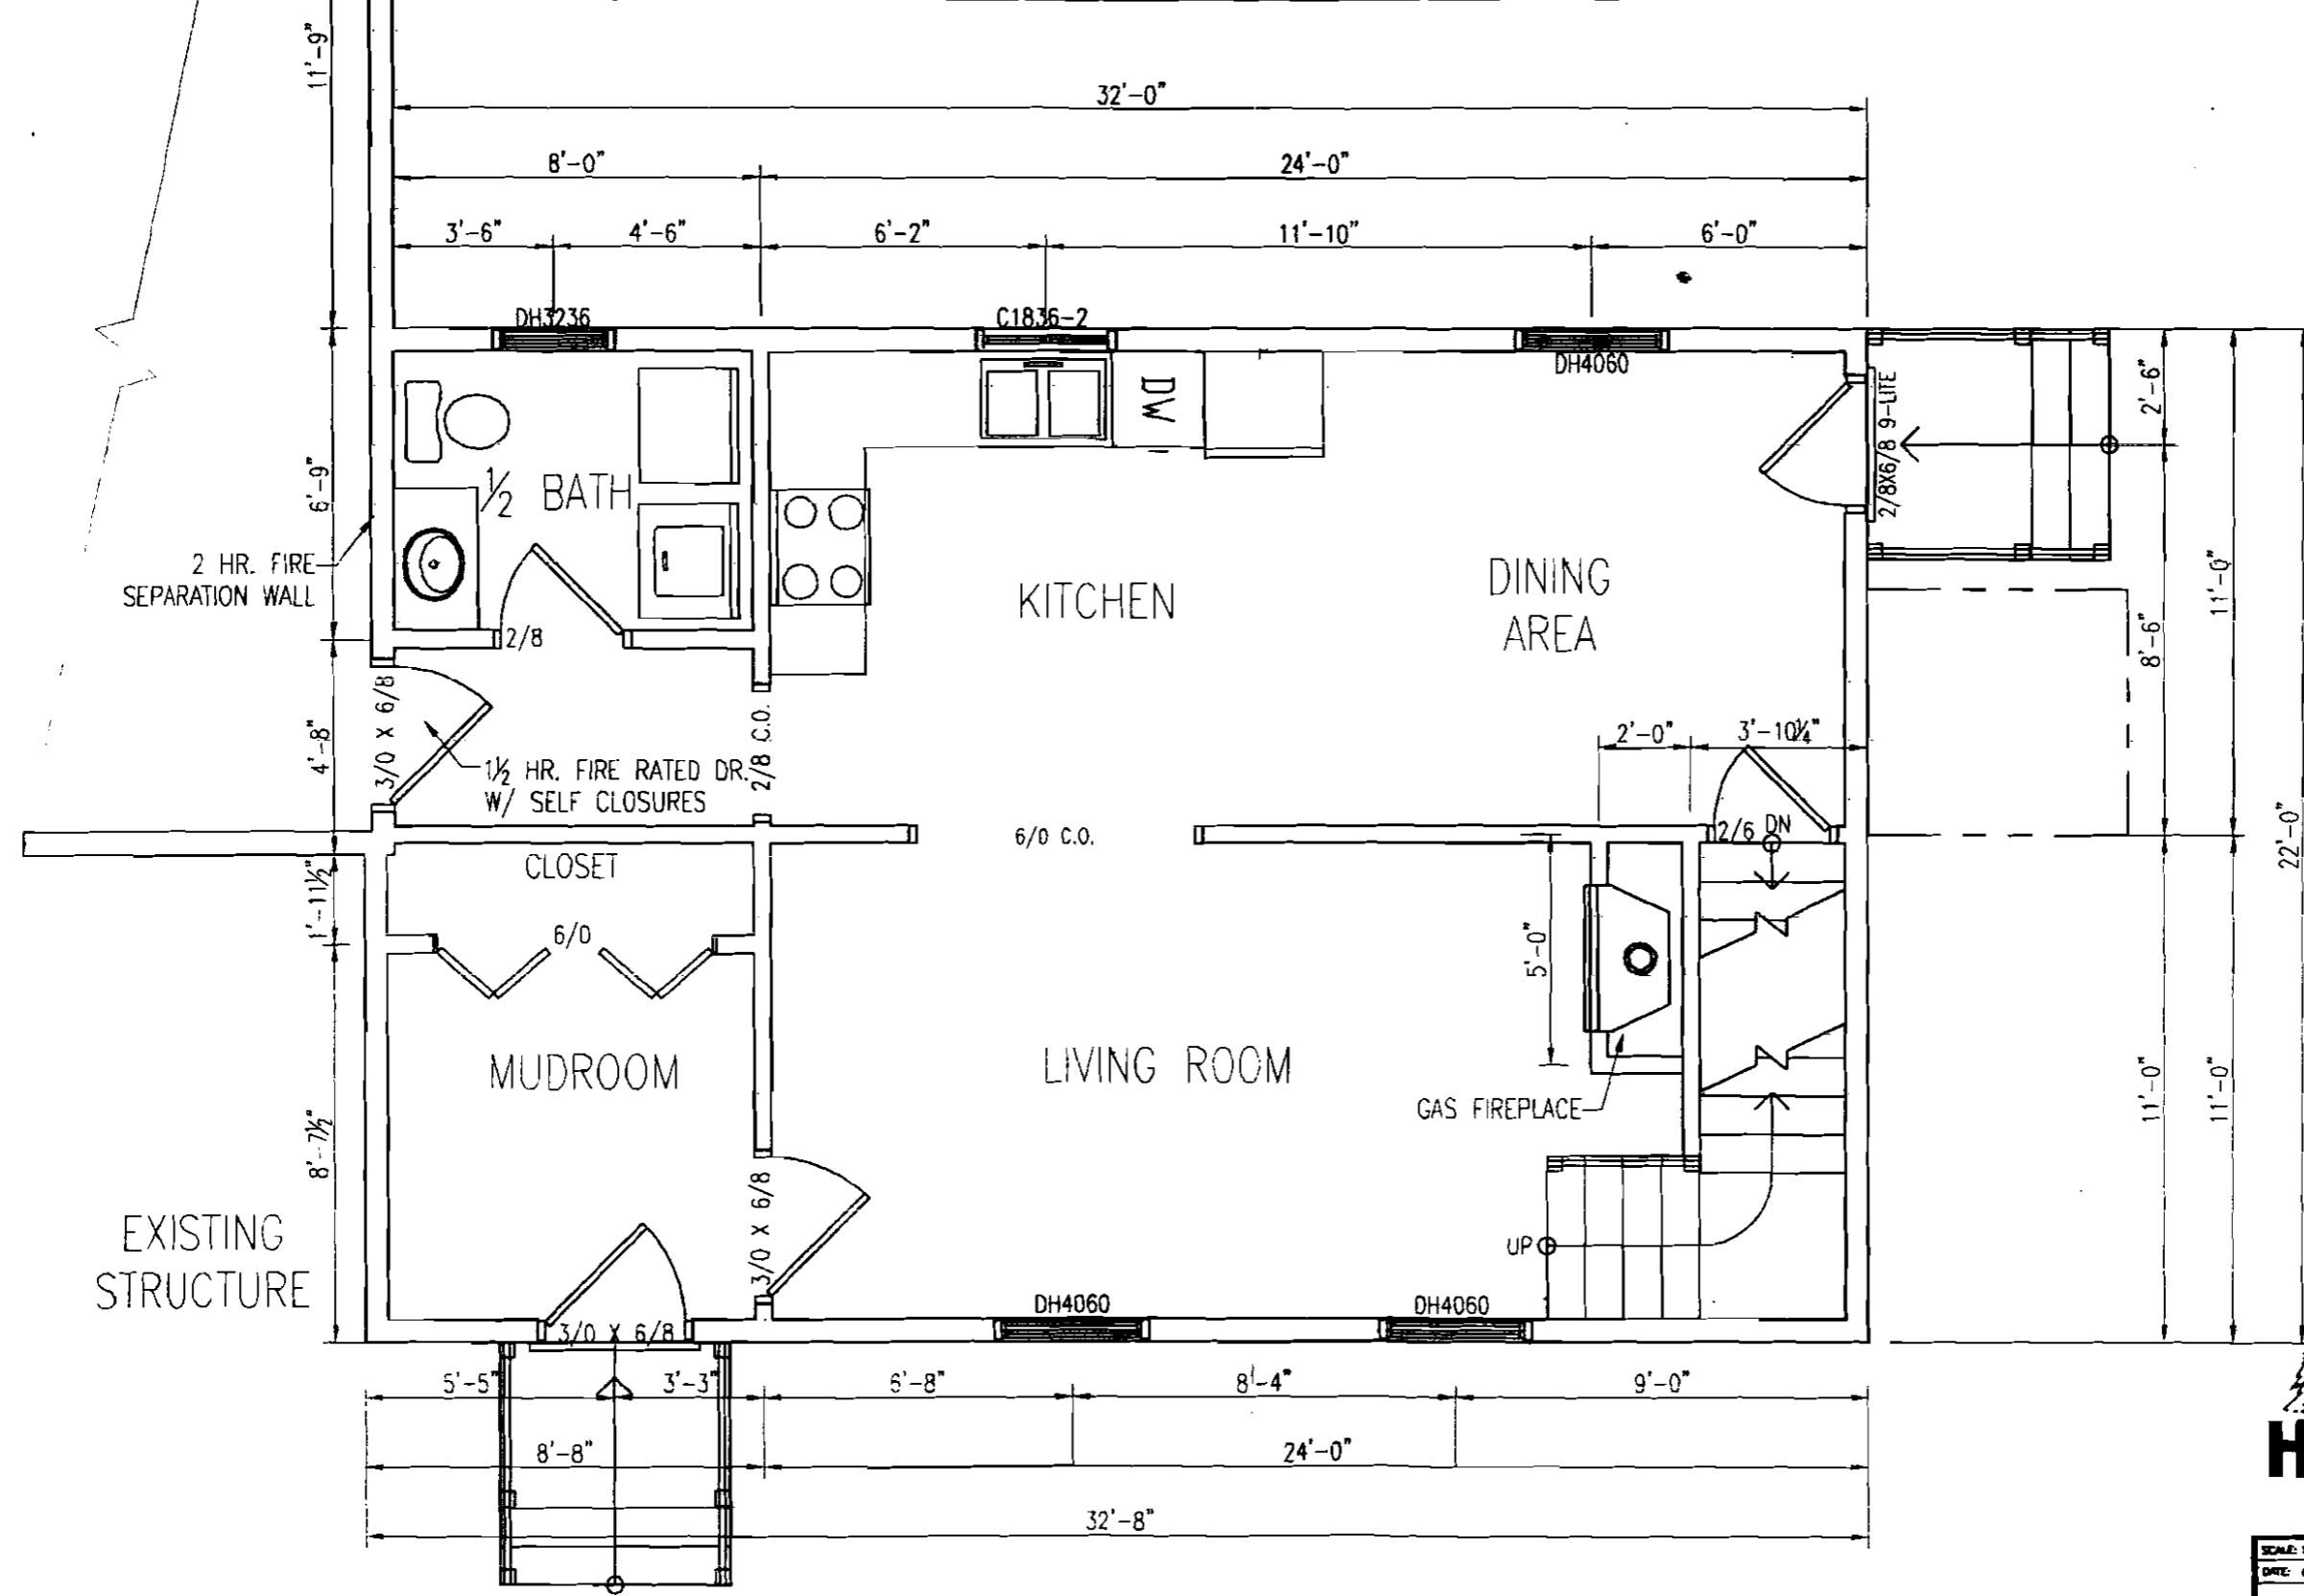 11'-9"
32'-0"
8'-0"
24'-0"
3'-6"
4'-6"
6'-2"
11'-10"
6'-0"
DH3236
C1836-2
DH4060
DW
2/8X6/8 9-LITE
2'-6"
6'-9"
1/2 BATH
2 HR. FIRE
SEPARATION WALL
KITCHEN
DINING
AREA
2/8
11'-0"
8'-6"
3/0 X 6/8
4'-8"
1½ HR. FIRE RATED DR.
W/ SELF CLOSURES
2/8 C.O.
2'-0"
3'-10¼"
6/0 C.O.
2/6
DN
22'-0"
CLOSET
1'-11½"
6/0
5'-0"
MUDROOM
LIVING ROOM
GAS FIREPLACE
11'-0"
11'-0"
8'-7½"
EXISTING
STRUCTURE
3/0 X 6/8
UP
DH4060
DH4060
3/0 X 6/8
5'-5"
3'-3"
6'-8"
8'-4"
9'-0"
8'-8"
24'-0"
32'-8"
H
SCALE:
DATE: